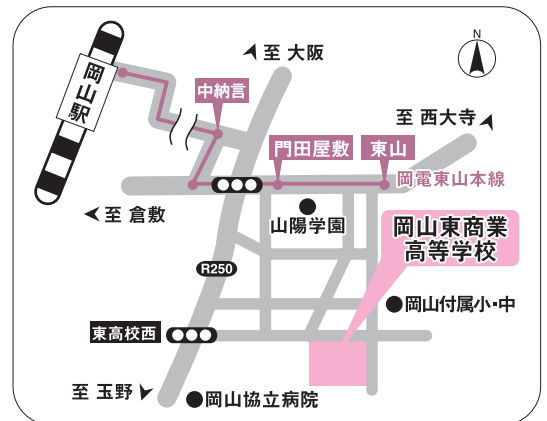 N
至 大阪
岡山駅
中納言
至 西大寺
門田屋敷
東山
岡電東山本線
至 倉敷
山陽学園
岡山東商業
高等学校
R250
岡山付属小・中
東高校西
至 玉野
岡山協立病院